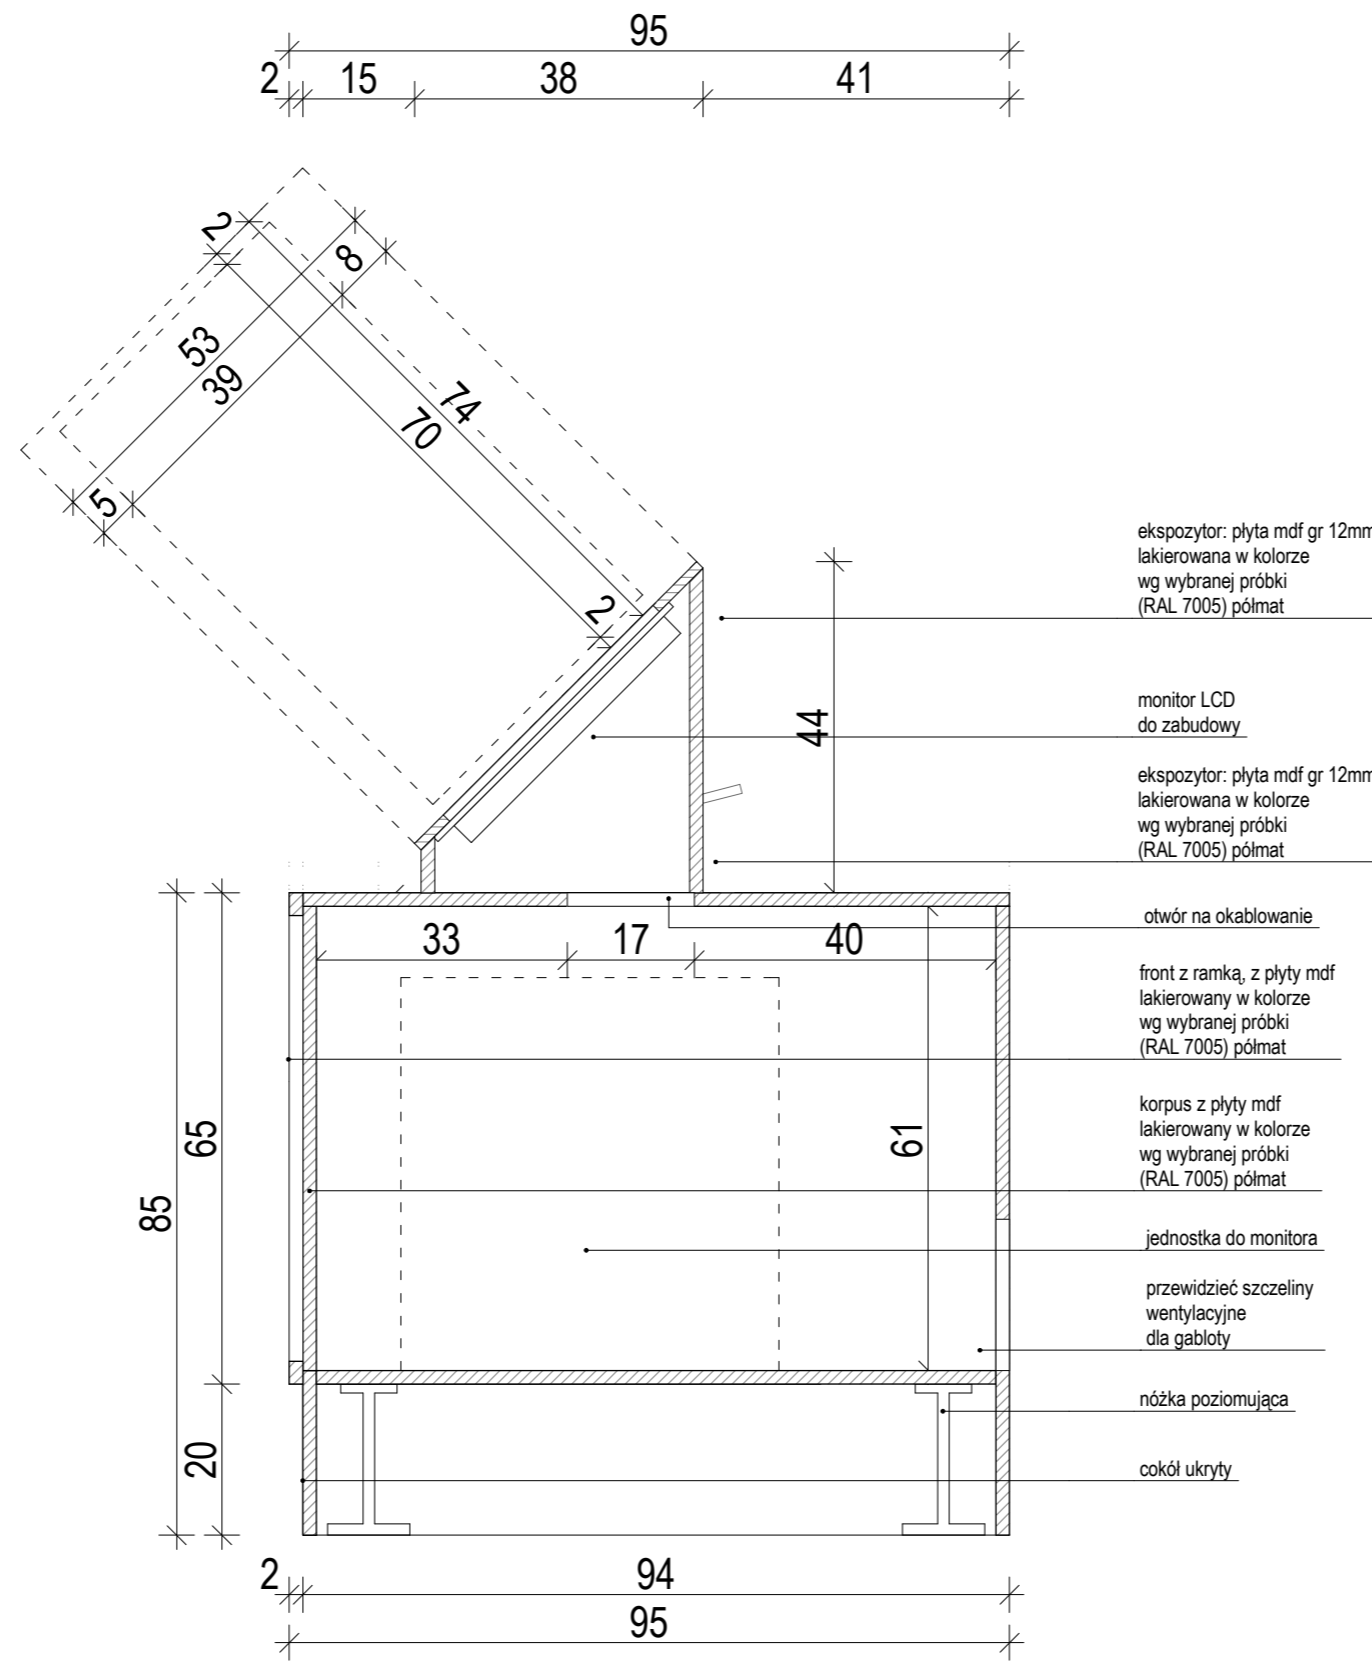 95
2 15 38 41
2
8
53
39
74
70
5
2
44
ekspozytor: płyta mdf gr 12mm
lakierowana w kolorze
wg wybranej próbki
(RAL 7005) półmat
monitor LCD
do zabudowy
ekspozytor: płyta mdf gr 12mm
lakierowana w kolorze
wg wybranej próbki
(RAL 7005) półmat
otwór na okablowanie
33 17 40
front z ramką, z płyty mdf
lakierowany w kolorze
wg wybranej próbki
(RAL 7005) półmat
korpus z płyty mdf
lakierowany w kolorze
wg wybranej próbki
(RAL 7005) półmat
65
61
85
jednostka do monitora
przewidzieć szczeliny
wentylacyjne
dla gabloty
nóżka poziomująca
20
cokół ukryty
2 94
95